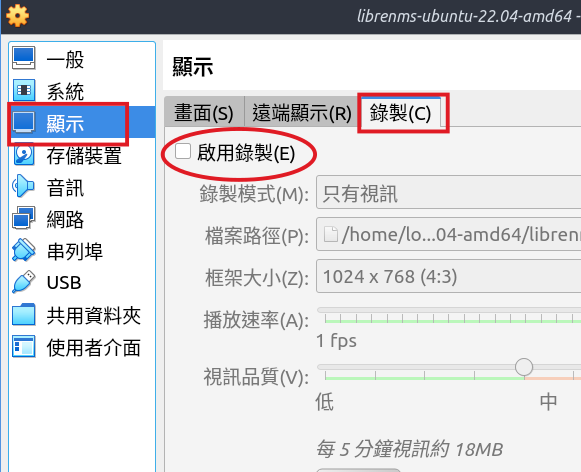 librenms-ubuntu-22.04-amd64 -
一般
系統
顯示
存儲裝置
音訊
網路
串列埠
USB
共用資料夾
使用者介面
顯示
畫面(S) 遠端顯示(R) 錄製(C)
啟用錄製(E)
錄製模式(M): 只有視訊
檔案路徑(P): /home/lo...04-amd64/libren
框架大小(Z): 1024 x 768 (4:3)
播放速率(A):
1 fps
視訊品質(V):
低 中
每 5 分鐘視訊約 18MB